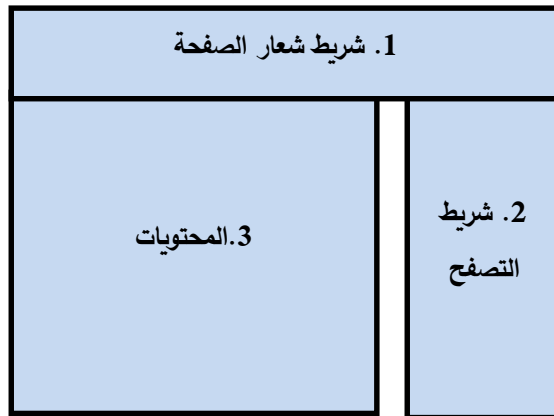 1. شريط شعار الصفحة
2. شريط
التصفح
3.المحتويات